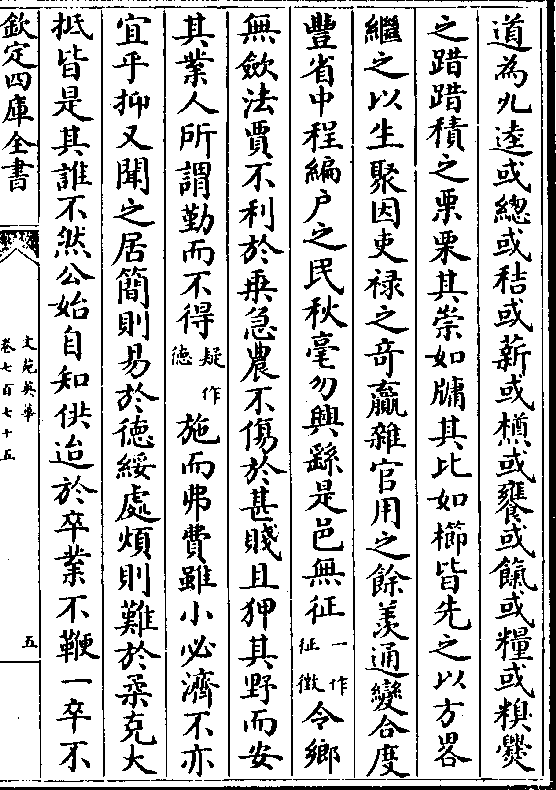 道為九逵或總或秸或薪或槱或饔或餼或糧或糗爨
之踖踖積之栗栗其崇如牗其比如櫛皆先之以方畧
繼之以生聚因吏禄之竒羸雜官用之餘羨通變合度
豐省中程編户之民秋毫勿興繇是邑無征一作征徴令鄉
無斂法賈不利於乗急農不傷於甚賤且狎其野而安
其業人所謂勤而不得疑作德施而弗費雖小必濟不亦
宜乎抑又聞之居簡則易於徳綏處煩則難於柔克大
抵皆是其誰不然公始自知供迨於卒業不鞭一卒不
欽定四庫全書
文苑英華
卷七百七十五
五